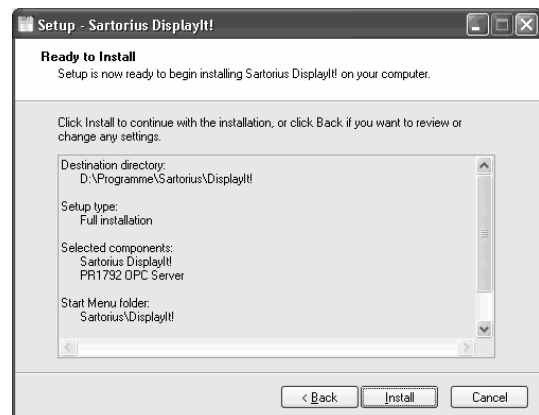 Setup - Sartorius DisplayIt!
Ready to Install
Setup is now ready to begin installing Sartorius DisplayIt! on your computer.
Click Install to continue with the installation, or click Back if you want to review or
change any settings.
Destination directory:
D:\Programme\Sartorius\DisplayIt!
Setup type:
Full installation
Selected components:
Sartorius DisplayIt!
PR1792 OPC Server
Start Menu folder:
Sartorius\DisplayIt!
< Back Install Cancel